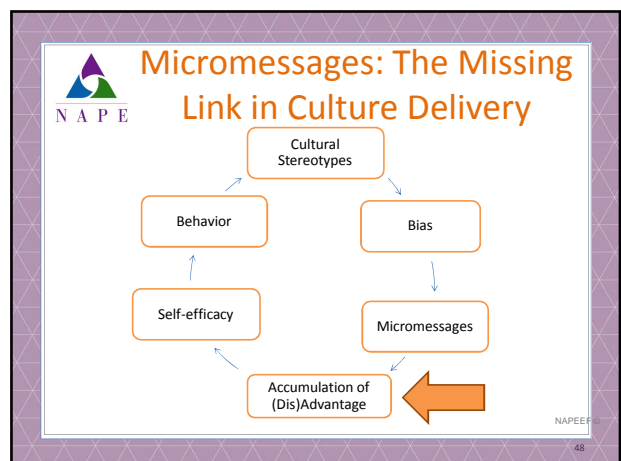 Micromessages: The Missing
Link in Culture Delivery
N A P E
Cultural
Stereotypes
Behavior
Bias
Self-efficacy
Micromessages
Accumulation of
(Dis)Advantage
NAPEEF©
48